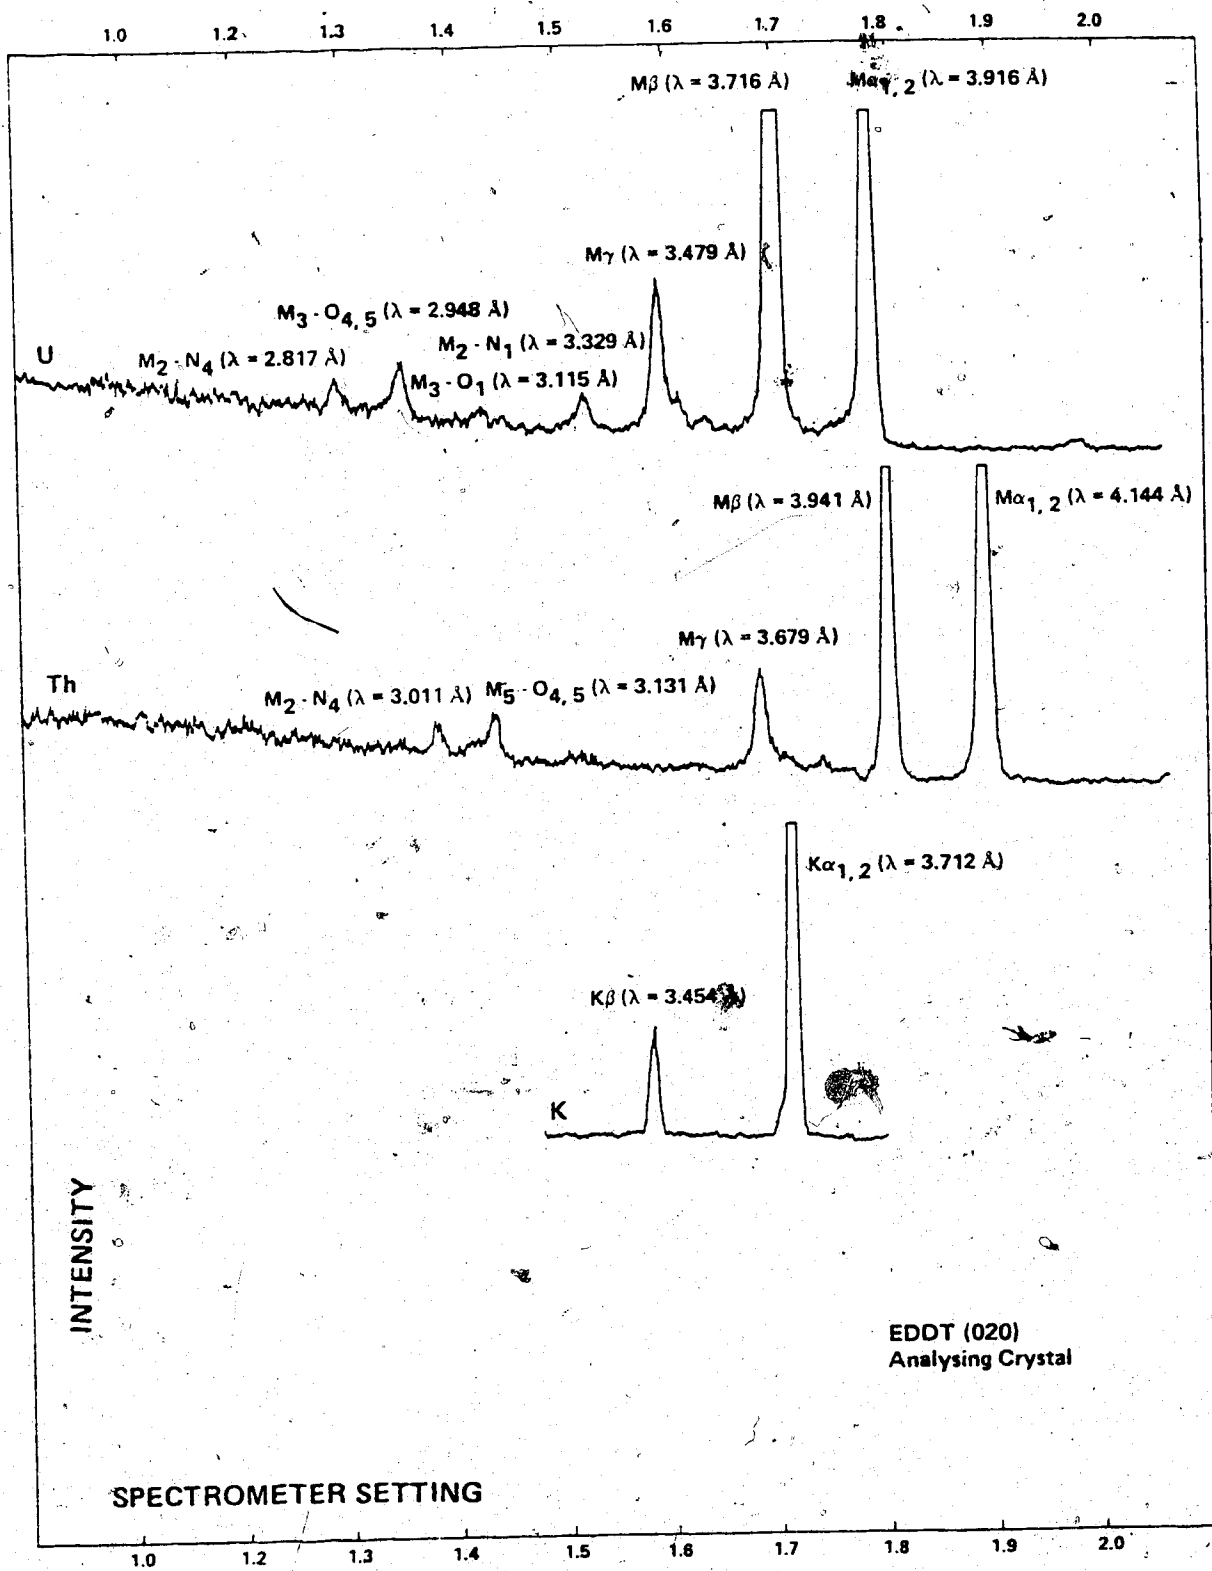 1.0 1.2 1.3 1.4 1.5 1.6 1.7 1.8 1.9 2.0
Mβ (λ = 3.716 Å) Mα1, 2 (λ = 3.916 Å)
Mγ (λ = 3.479 Å)
M3 - O4, 5 (λ = 2.948 Å)
M2 - N1 (λ = 3.329 Å)
U M2 - N4 (λ = 2.817 Å)
M3 - O1 (λ = 3.115 Å)
Mβ (λ = 3.941 Å) Mα1, 2 (λ = 4.144 Å)
Mγ (λ = 3.679 Å)
Th M2 - N4 (λ = 3.011 Å) M5 - O4, 5 (λ = 3.131 Å)
Kα1, 2 (λ = 3.712 Å)
Kβ (λ = 3.454 Å)
K
INTENSITY
EDDT (020)
Analysing Crystal
SPECTROMETER SETTING
1.0 1.2 1.3 1.4 1.5 1.6 1.7 1.8 1.9 2.0